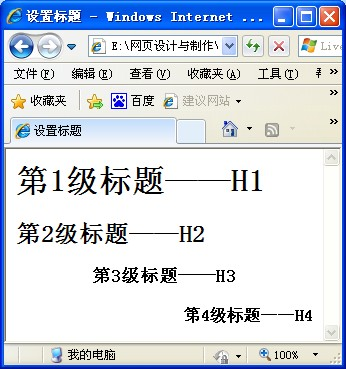 设置标题 - Windows Internet ...
E:\网页设计与制作\
Live
文件(F) 编辑(E) 查看(V) 收藏夹(A) 工具(T) »
收藏夹 百度 建议网站 »
设置标题 »
第1级标题——H1
第2级标题——H2
第3级标题——H3
第4级标题——H4
我的电脑 100%